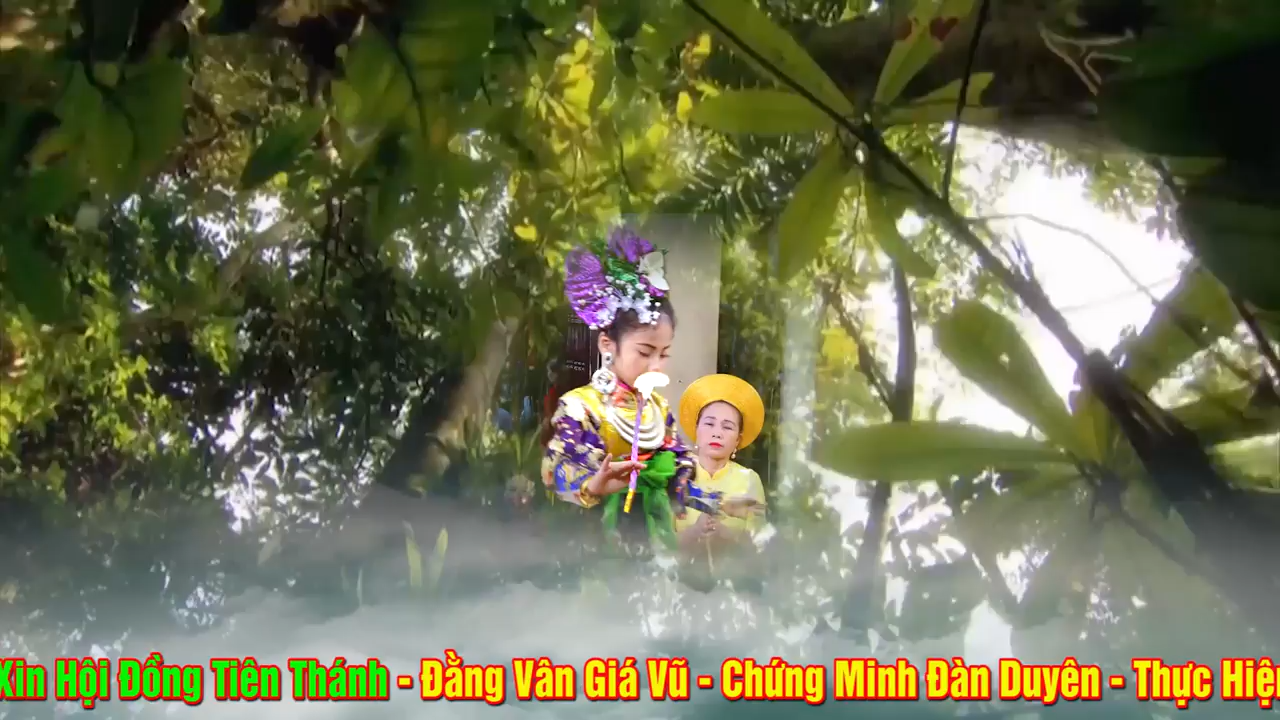 Xin Hội Đồng Tiên Thánh - Đằng Vân Giá Vũ - Chứng Minh Đàn Duyên - Thực Hiện